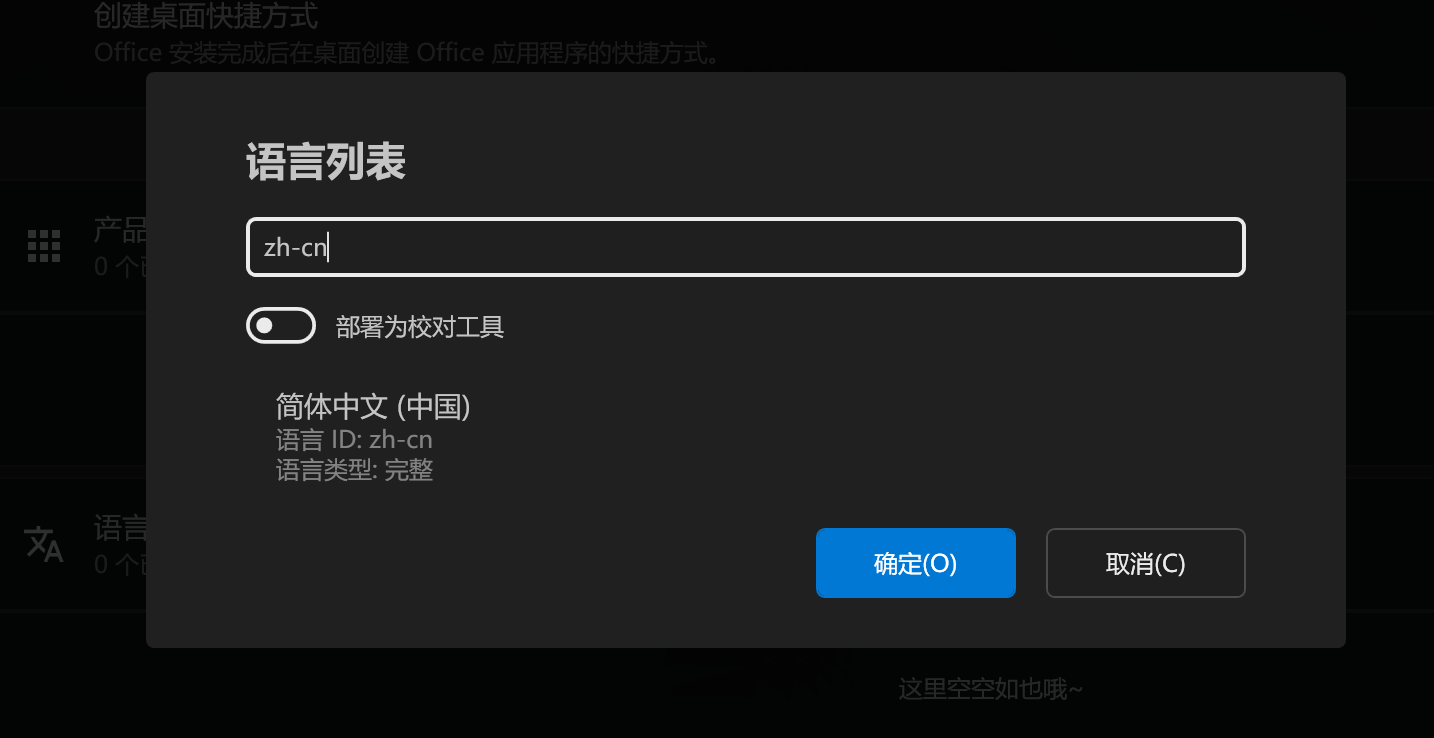 创建桌面快捷方式
Office 安装完成后在桌面创建 Office 应用程序的快捷方式。
语言列表
zh-cn
产品
0 个
部署为校对工具
简体中文 (中国)
语言 ID: zh-cn
语言类型: 完整
语言
0 个
确定(O)
取消(C)
这里空空如也哦~